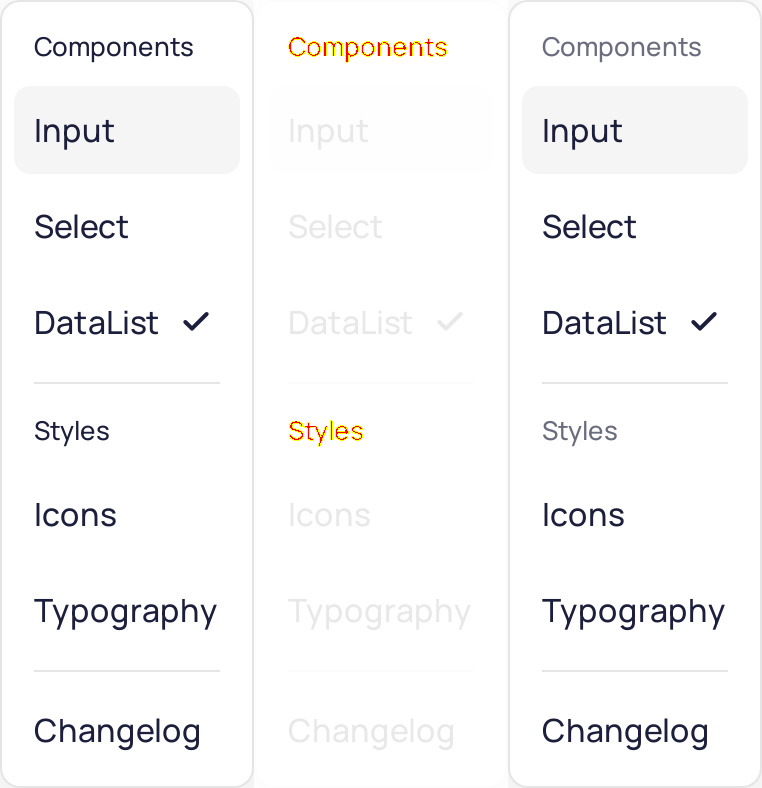 Components
Input
Select
DataList
Styles
Icons
Typography
Changelog
Components
Input
Select
DataList
Styles
Icons
Typography
Changelog
Components
Input
Select
DataList
Styles
Icons
Typography
Changelog